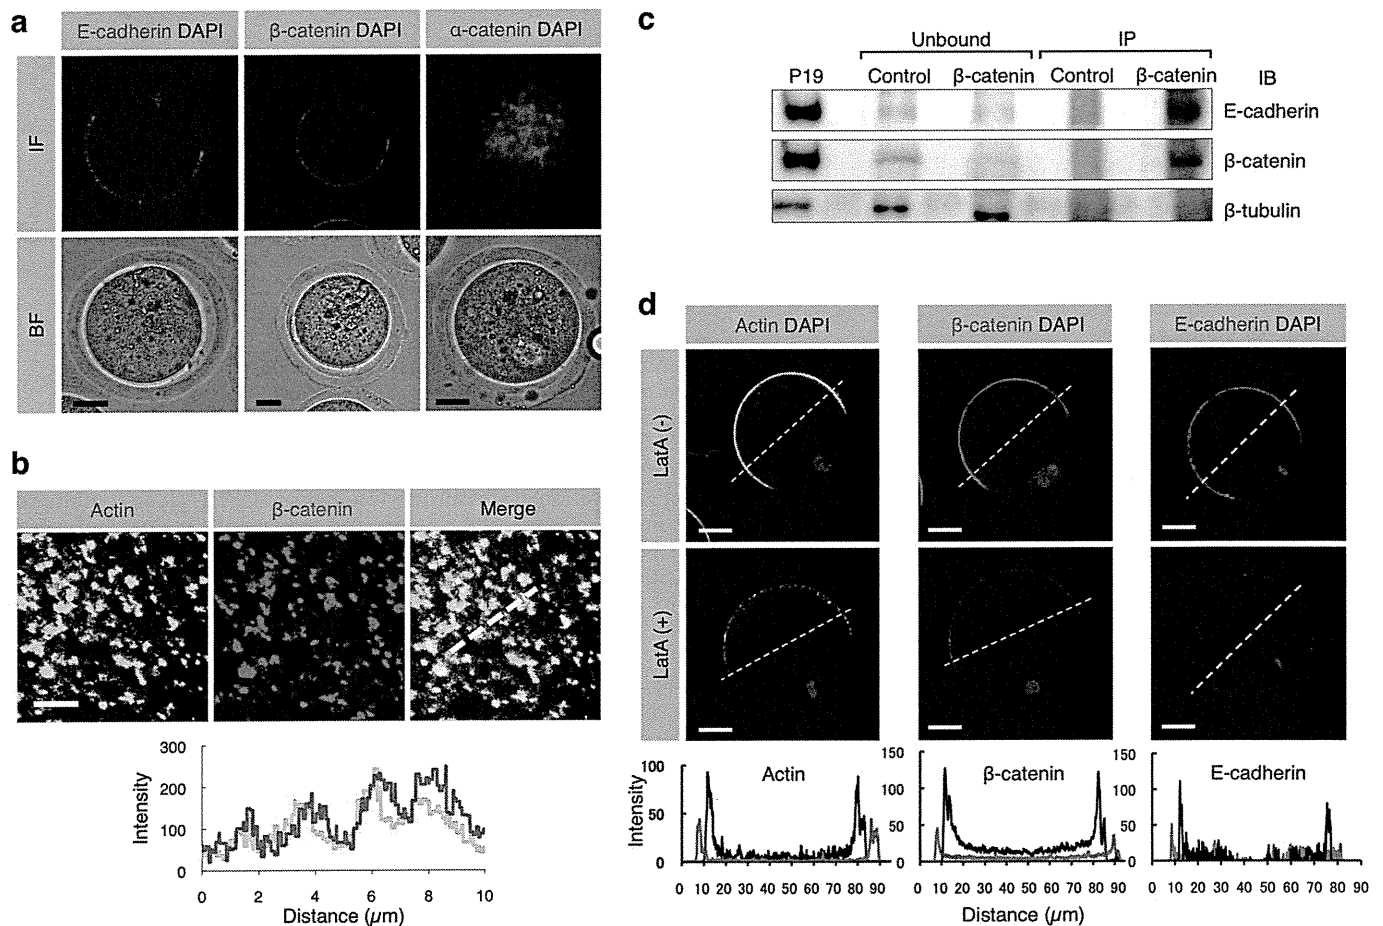 a
E-cadherin DAPI
β-catenin DAPI
α-catenin DAPI
IF
BF
b
Actin
β-catenin
Merge
300
200
100
0
Intensity
0 2 4 6 8 10
Distance (µm)
c
Unbound
IP
P19
Control
β-catenin
Control
β-catenin
IB
E-cadherin
β-catenin
β-tubulin
d
Actin DAPI
β-catenin DAPI
E-cadherin DAPI
LatA (-)
LatA (+)
Intensity
100
50
0
Actin
0 10 20 30 40 50 60 70 80 90
150
100
50
0
β-catenin
0 10 20 30 40 50 60 70 80 90
150
100
50
0
E-cadherin
0 10 20 30 40 50 60 70 80 90
Distance (µm)